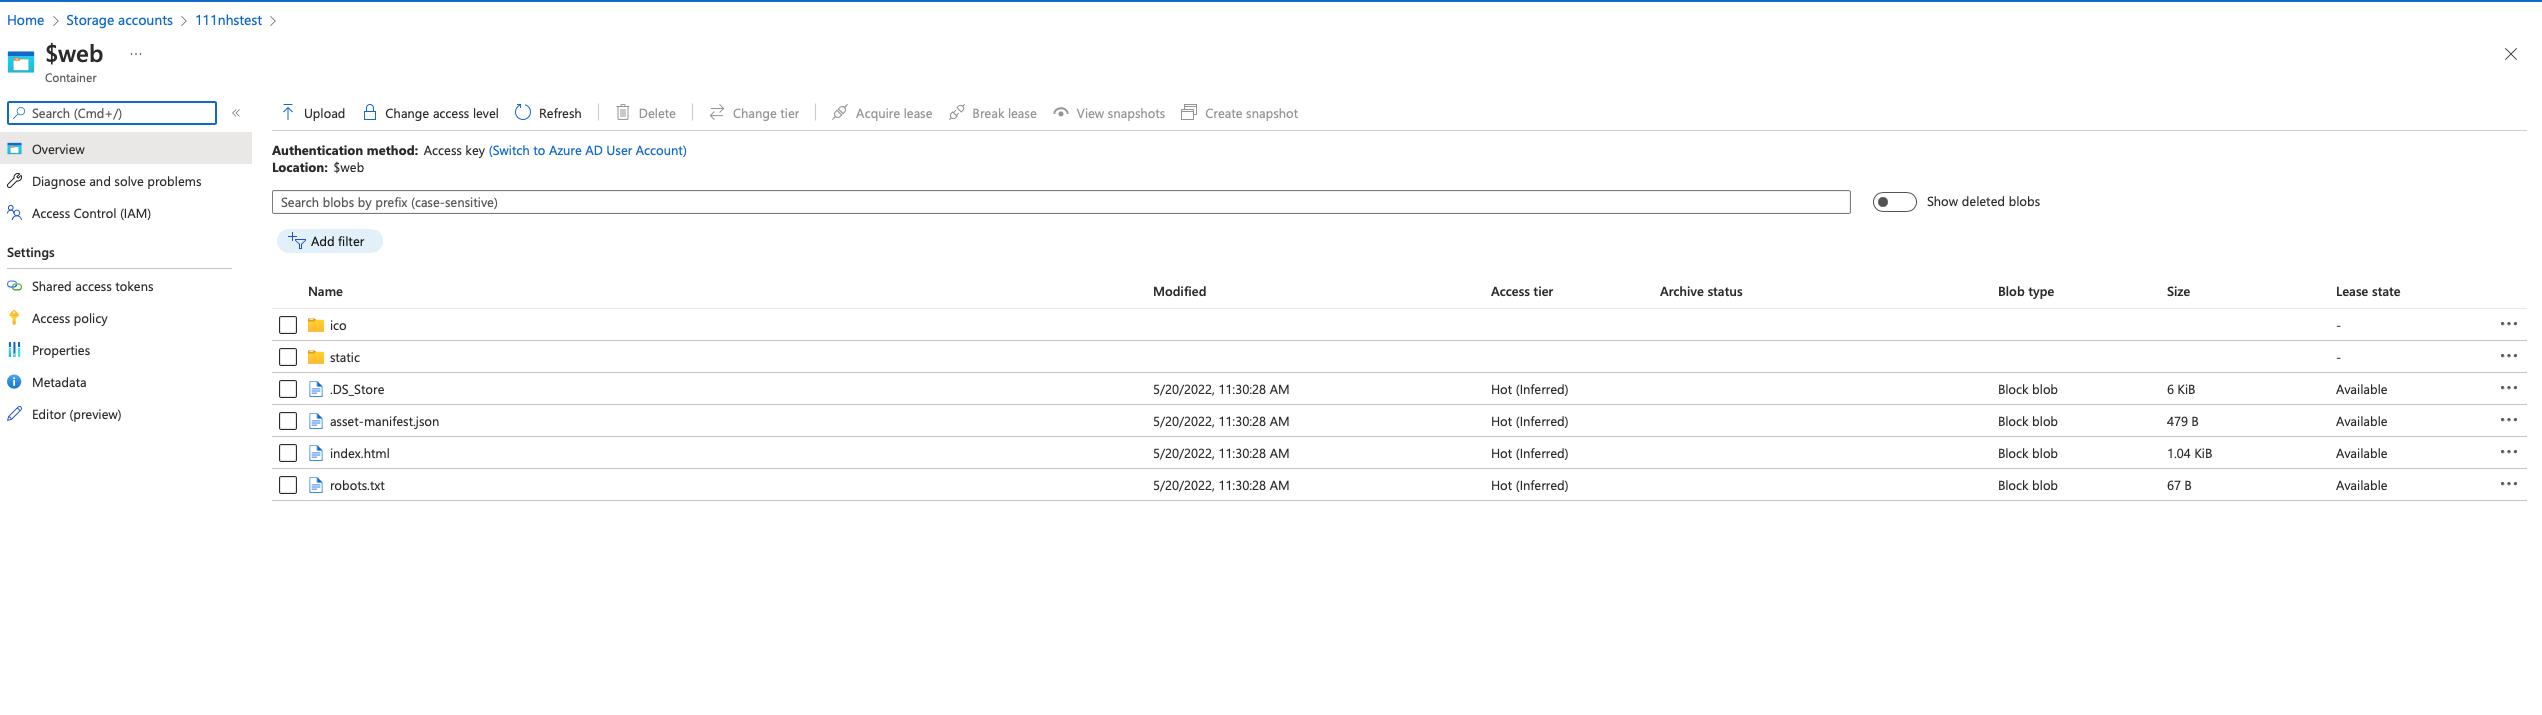 Home > Storage accounts > 111nhstest >
$web ...
Container
Search (Cmd+/) «
Overview
Diagnose and solve problems
Access Control (IAM)
Settings
Shared access tokens
Access policy
Properties
Metadata
Editor (preview)
Upload Change access level Refresh Delete Change tier Acquire lease Break lease View snapshots Create snapshot
Authentication method: Access key (Switch to Azure AD User Account)
Location: $web
Search blobs by prefix (case-sensitive) Show deleted blobs
Add filter
Name Modified Access tier Archive status Blob type Size Lease state
ico - ...
static - ...
.DS_Store 5/20/2022, 11:30:28 AM Hot (Inferred) Block blob 6 KiB Available ...
asset-manifest.json 5/20/2022, 11:30:28 AM Hot (Inferred) Block blob 479 B Available ...
index.html 5/20/2022, 11:30:28 AM Hot (Inferred) Block blob 1.04 KiB Available ...
robots.txt 5/20/2022, 11:30:28 AM Hot (Inferred) Block blob 67 B Available ...